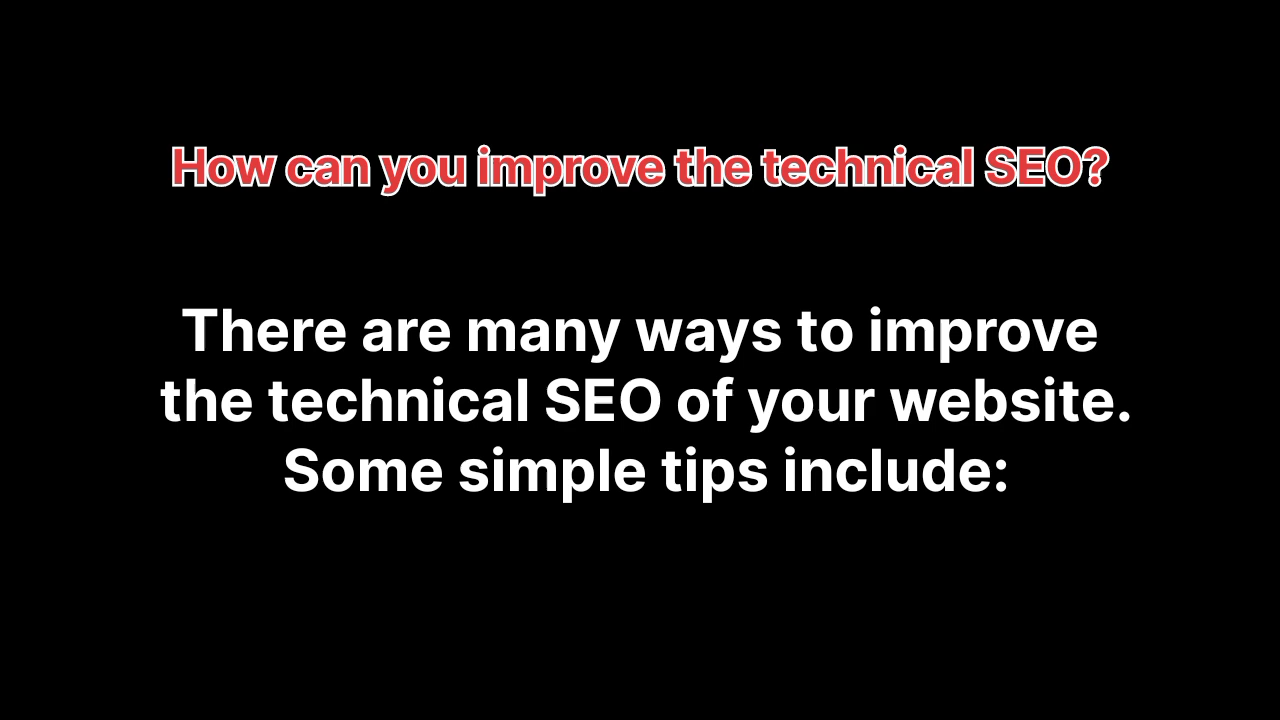 How can you improve the technical SEO?
There are many ways to improve
the technical SEO of your website.
Some simple tips include: